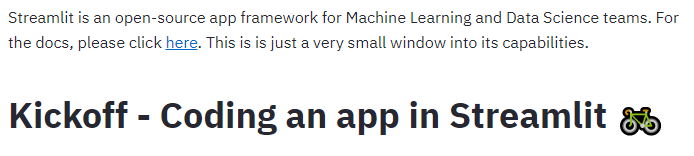 Streamlit is an open-source app framework for Machine Learning and Data Science teams. For
the docs, please click here. This is is just a very small window into its capabilities.
Kickoff - Coding an app in Streamlit 🚲